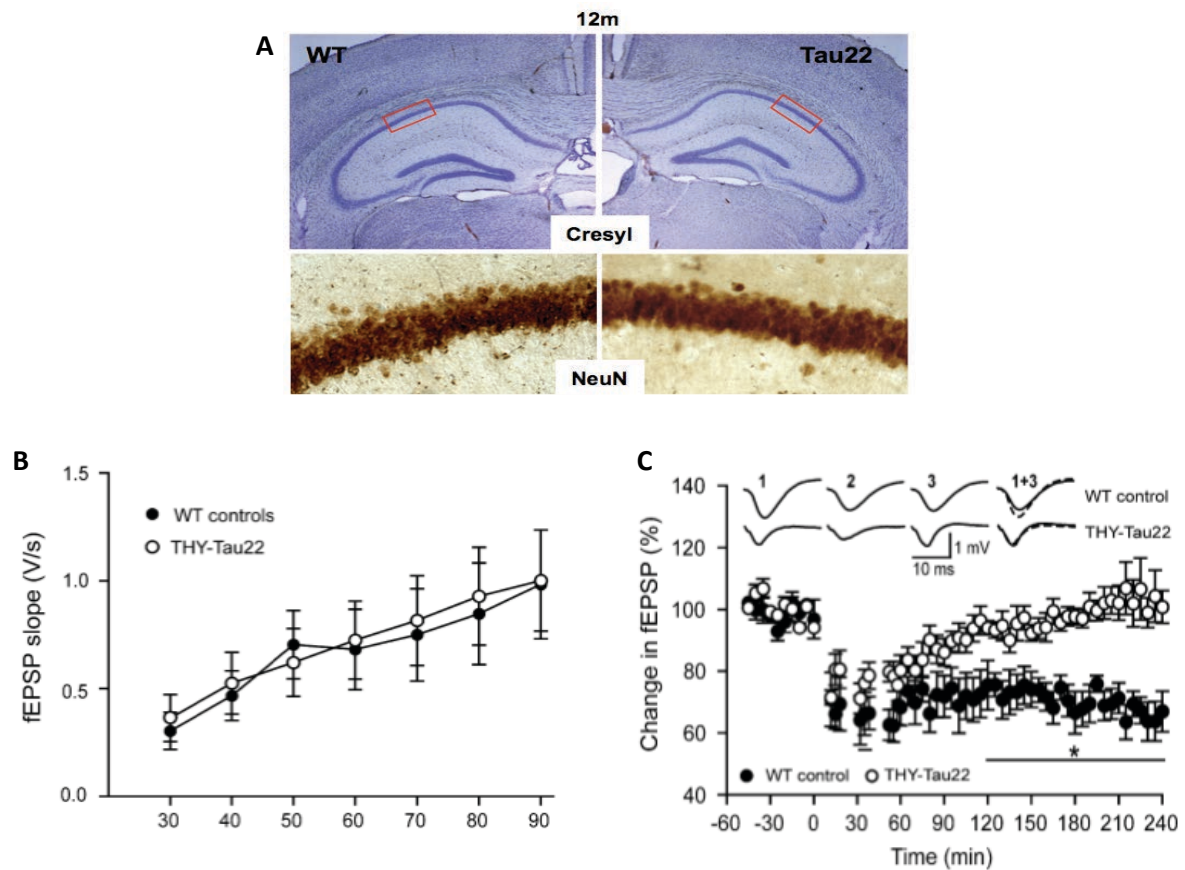 12m
A
WT
Tau22
Cresyl
NeuN
B
1.5
1.0
0.5
0.0
fEPSP slope (V/s)
WT controls
THY-Tau22
30 40 50 60 70 80 90
C
140
120
100
80
60
40
Change in fEPSP (%)
1 2 3 1+3
WT control
THY-Tau22
1 mV
10 ms
*
WT control THY-Tau22
-60 -30 0 30 60 90 120 150 180 210 240
Time (min)